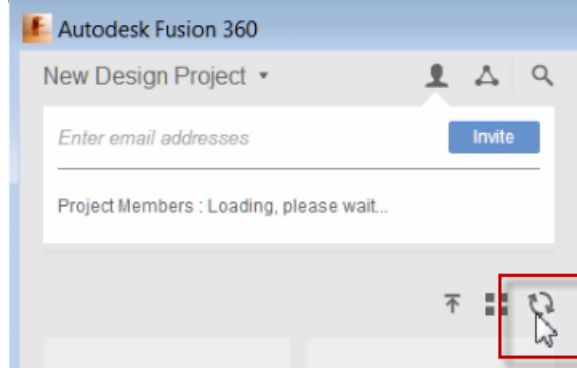 Autodesk Fusion 360
New Design Project
Enter email addresses
Invite
Project Members : Loading, please wait...